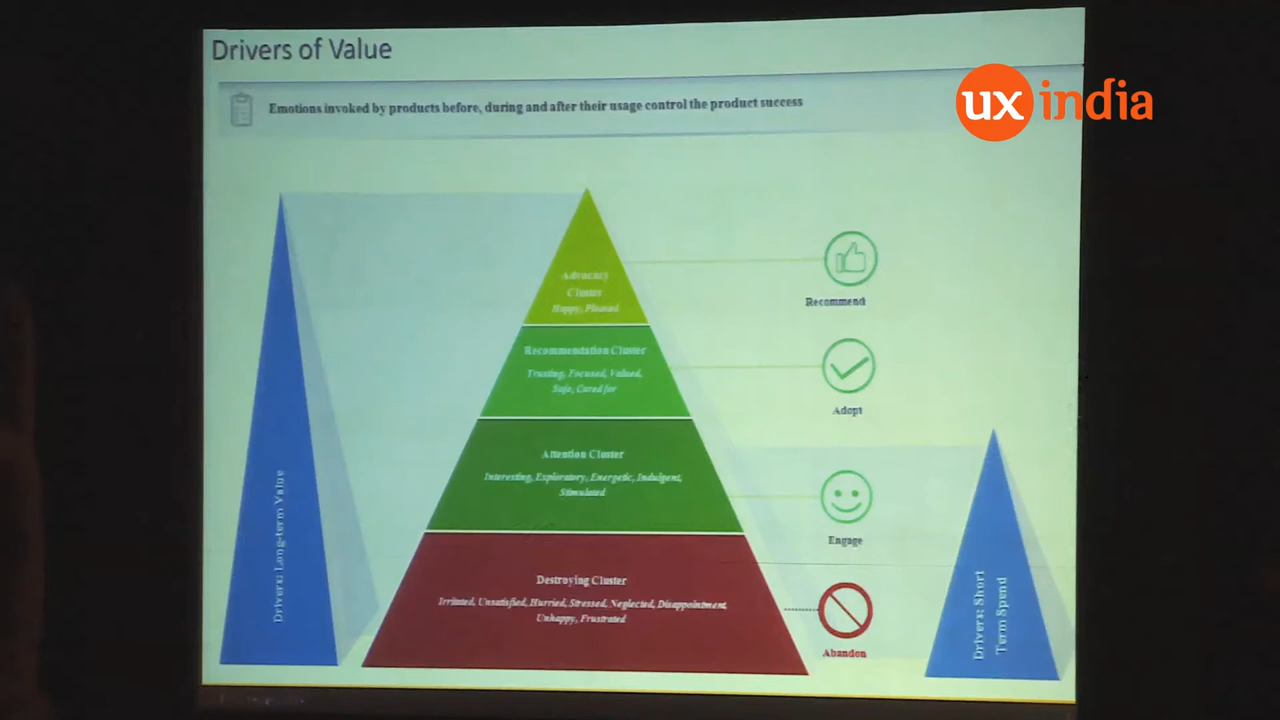 Drivers of Value
Emotions invoked by products before, during and after their usage control the product success
ux india
Advocacy
Cluster
Happy, Pleased
Recommend
Recommendation Cluster
Trusting, Focused, Valued,
Safe, Cared for
Adopt
Attention Cluster
Interesting, Exploratory, Energetic, Indulgent,
Stimulated
Engage
Destroying Cluster
Irritated, Unsatisfied, Hurried, Stressed, Neglected, Disappointment,
Unhappy, Frustrated
Abandon
Drivers: Long-term Value
Drivers: Short
Term Spend